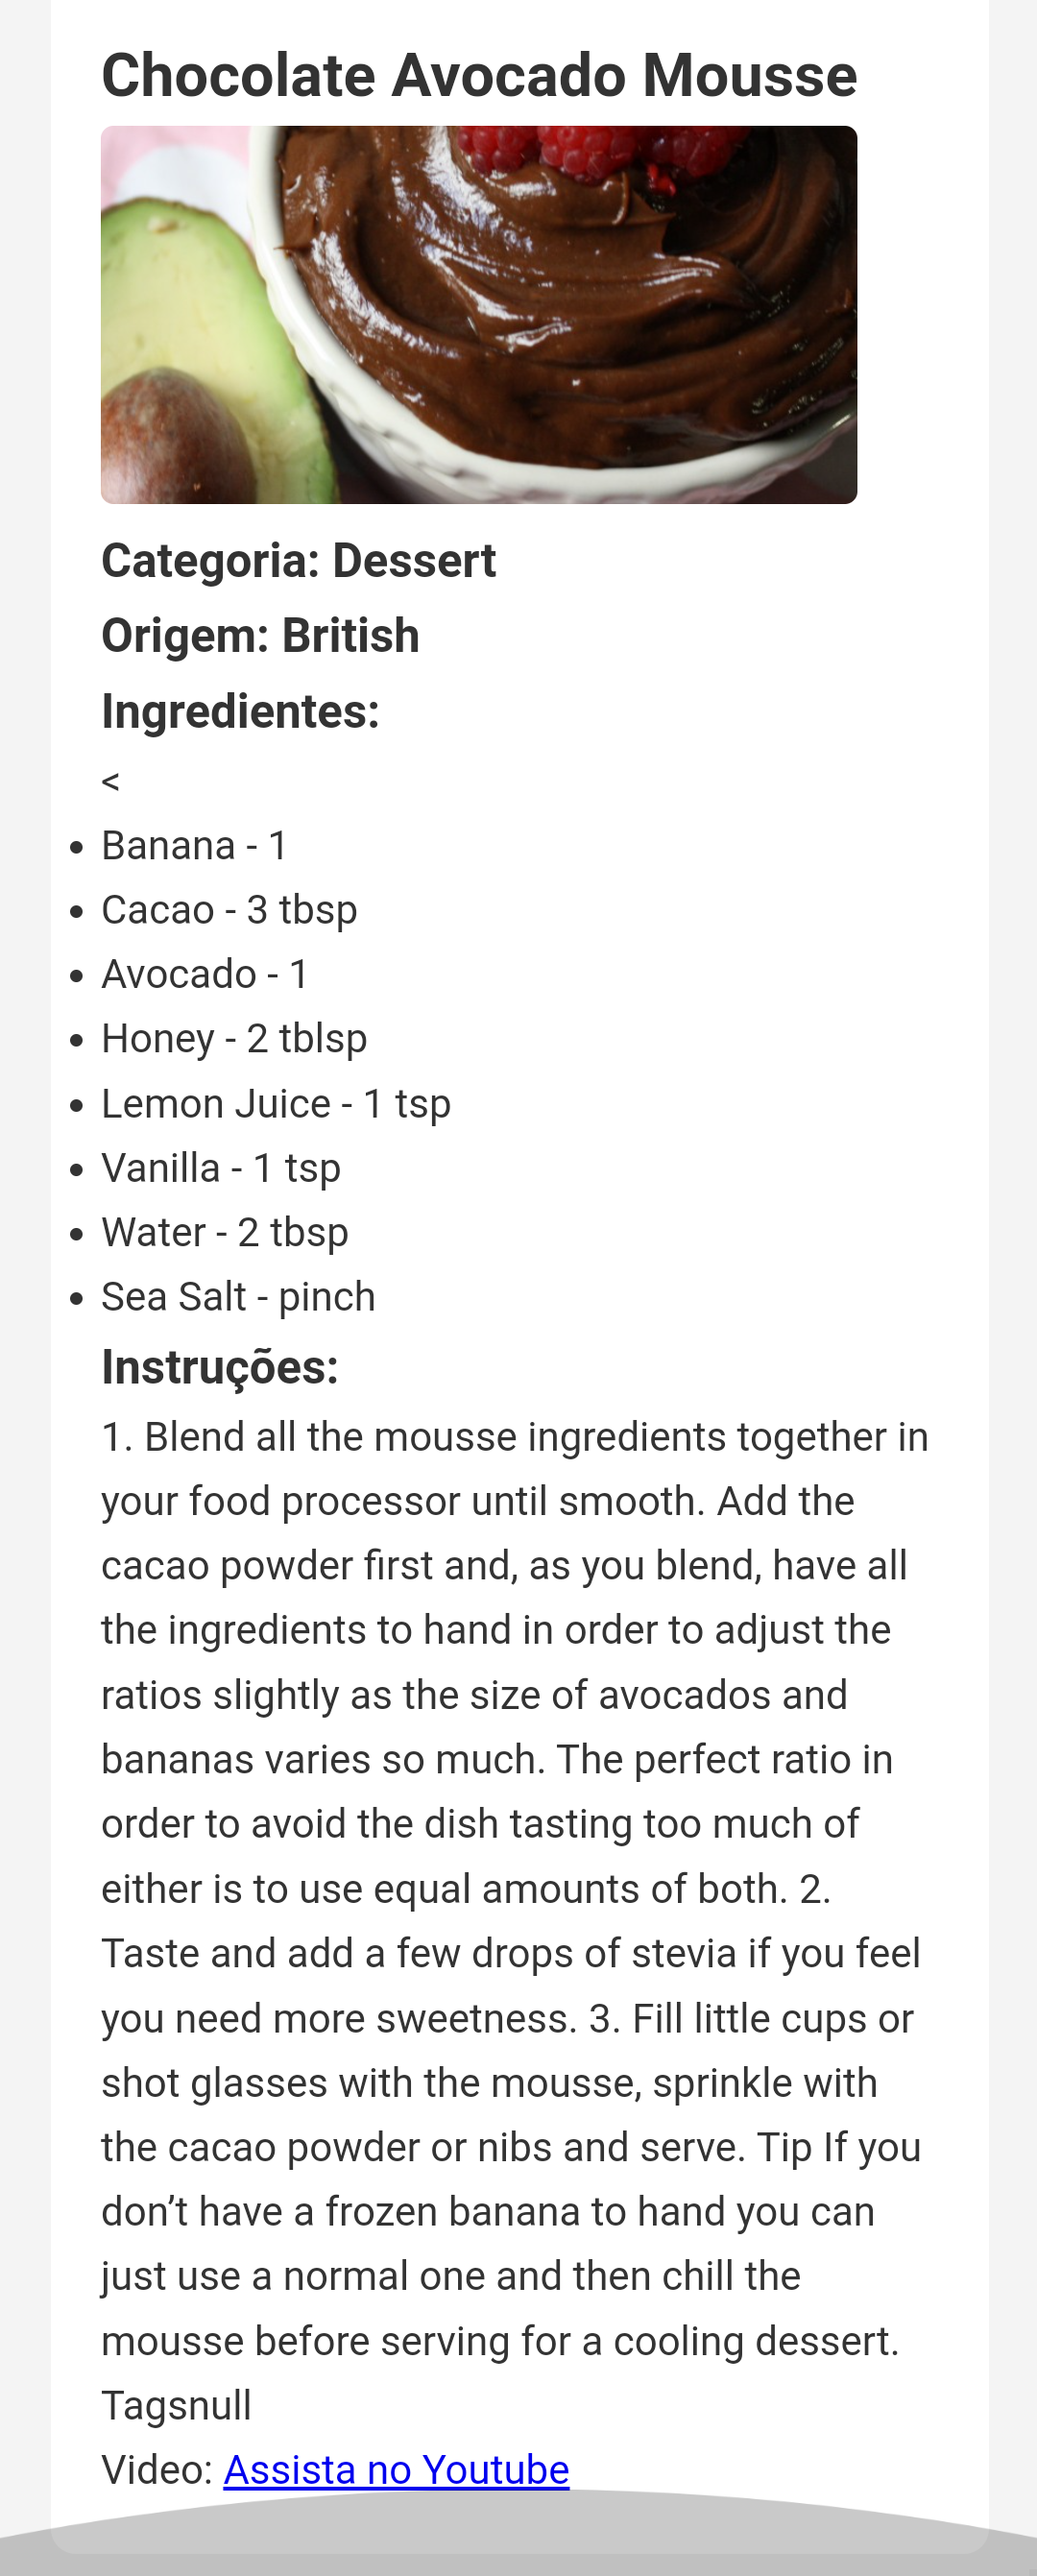 Chocolate Avocado Mousse
Categoria: Dessert
Origem: British
Ingredientes:
<
• Banana - 1
• Cacao - 3 tbsp
• Avocado - 1
• Honey - 2 tblsp
• Lemon Juice - 1 tsp
• Vanilla - 1 tsp
• Water - 2 tbsp
• Sea Salt - pinch
Instruções:
1. Blend all the mousse ingredients together in
your food processor until smooth. Add the
cacao powder first and, as you blend, have all
the ingredients to hand in order to adjust the
ratios slightly as the size of avocados and
bananas varies so much. The perfect ratio in
order to avoid the dish tasting too much of
either is to use equal amounts of both. 2.
Taste and add a few drops of stevia if you feel
you need more sweetness. 3. Fill little cups or
shot glasses with the mousse, sprinkle with
the cacao powder or nibs and serve. Tip If you
don’t have a frozen banana to hand you can
just use a normal one and then chill the
mousse before serving for a cooling dessert.
Tagsnull
Video: Assista no Youtube